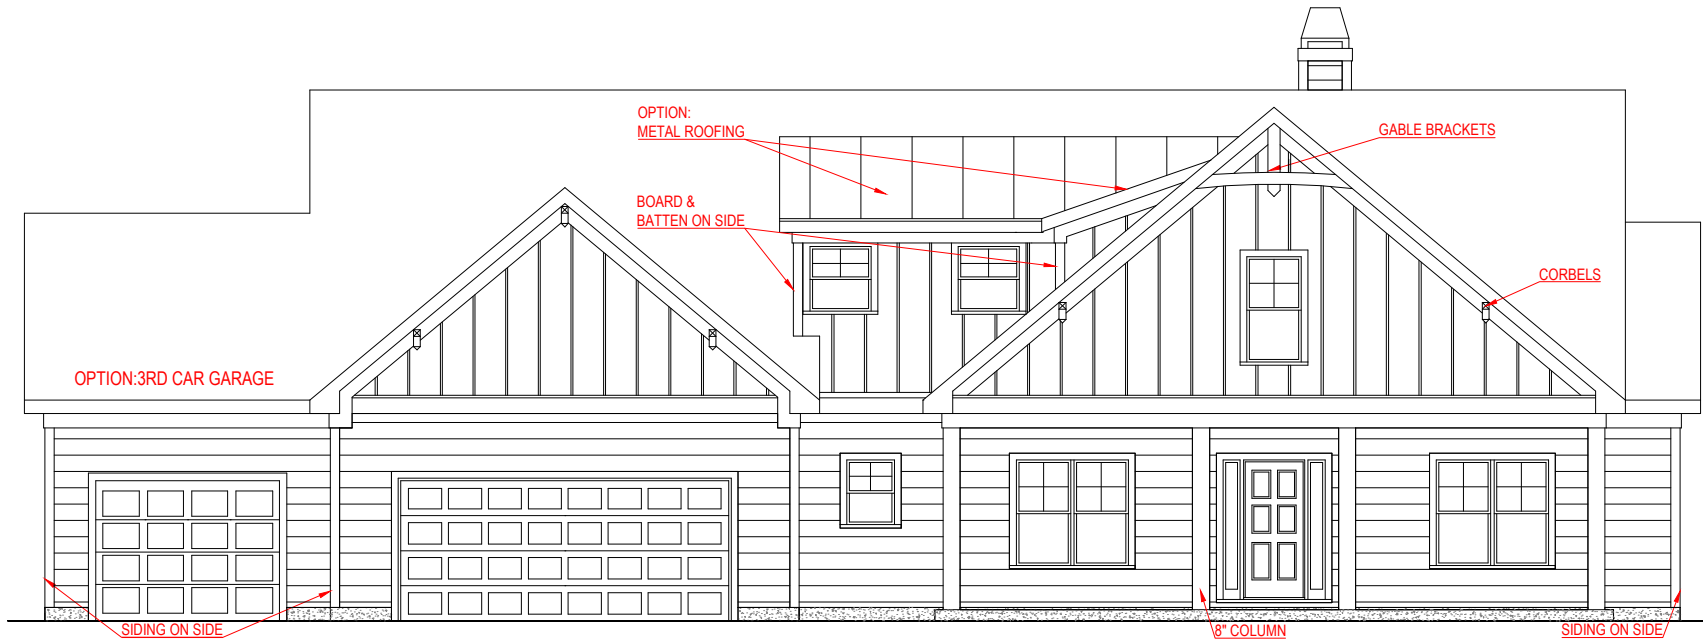 OPTION:
METAL ROOFING
GABLE BRACKETS
BOARD &
BATTEN ON SIDE
CORBELS
OPTION:3RD CAR GARAGE
SIDING ON SIDE
8" COLUMN
SIDING ON SIDE